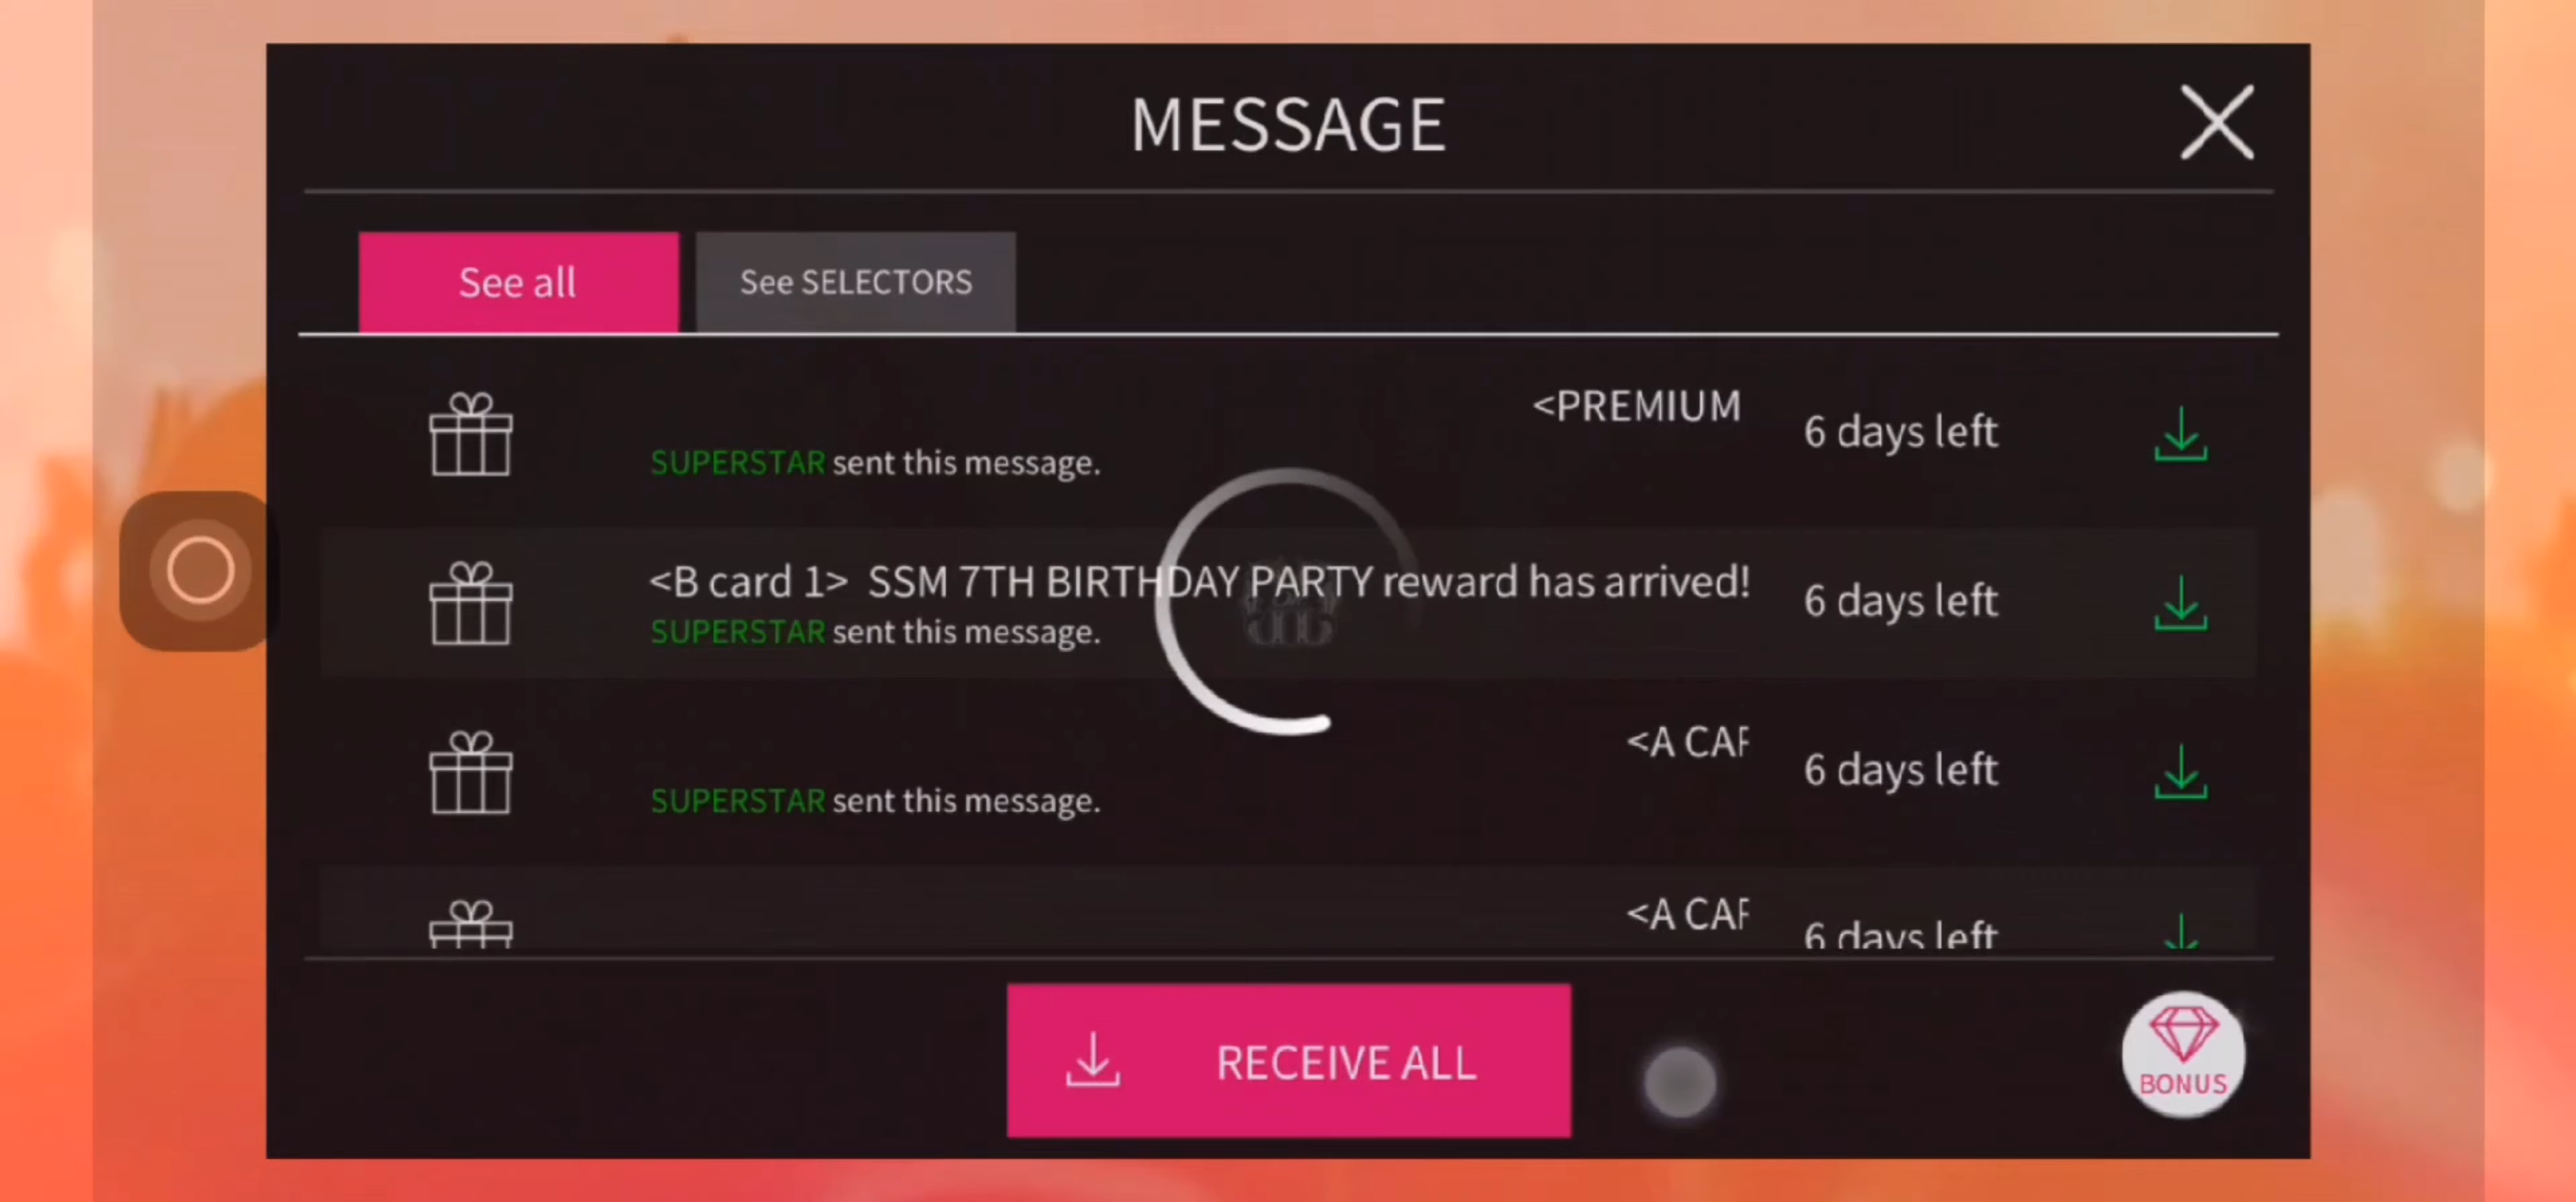 MESSAGE
See all
See SELECTORS
<PREMIUM
SUPERSTAR sent this message.
6 days left
<B card 1> SSM 7TH BIRTHDAY PARTY reward has arrived!
SUPERSTAR sent this message.
6 days left
<A CAR
SUPERSTAR sent this message.
6 days left
<A CAR
6 days left
RECEIVE ALL
BONUS